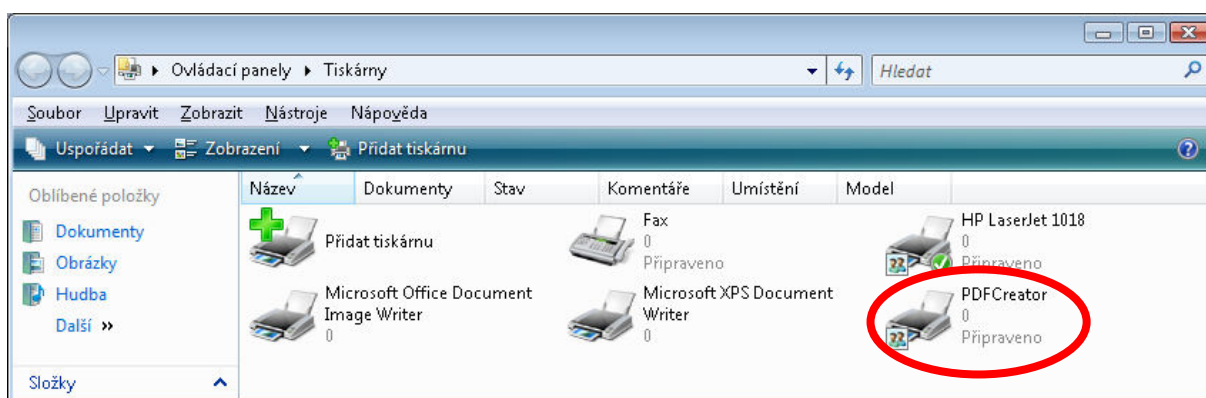 Ovládací panely Tiskárny
Hledat
Soubor Upravit Zobrazit Nástroje Nápověda
Uspořádat Zobrazení Přidat tiskárnu
Oblíbené položky
Dokumenty
Obrázky
Hudba
Další »
Složky
Název Dokumenty Stav Komentáře Umístění Model
Přidat tiskárnu
Fax
0
Připraveno
HP LaserJet 1018
0
Připraveno
Microsoft Office Document
Image Writer
0
Microsoft XPS Document
Writer
0
PDFCreator
0
Připraveno